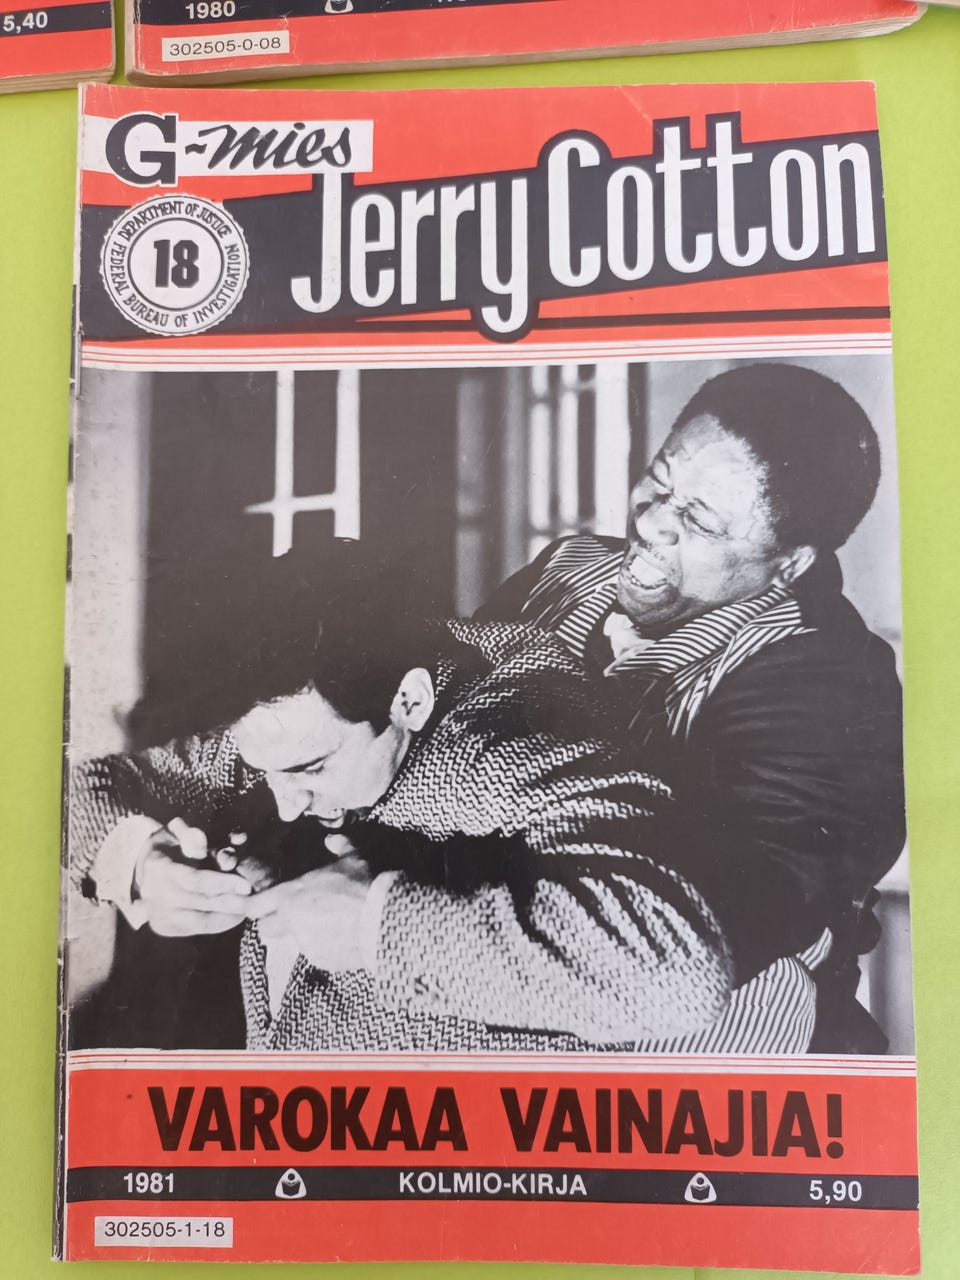 5,40
1980
302505-0-08
G-mies
Jerry Cotton
DEPARTMENT OF JUSTICE
18
FEDERAL BUREAU OF INVESTIGATION
VAROKAA VAINAJIA!
1981 KOLMIO-KIRJA 5,90
302505-1-18